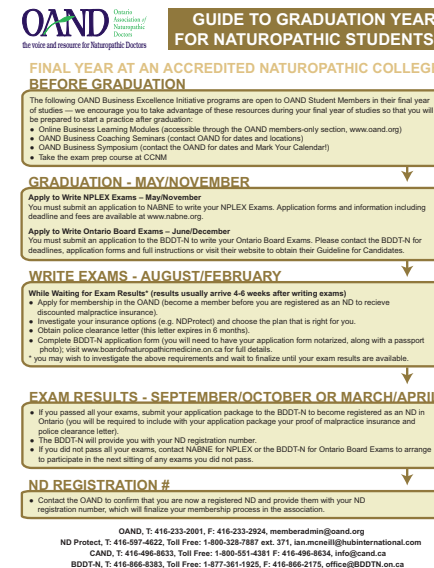 OAND
Ontario
Association of
Naturopathic
Doctors
the voice and resource for Naturopathic Doctors
GUIDE TO GRADUATION YEAR
FOR NATUROPATHIC STUDENTS
FINAL YEAR AT AN ACCREDITED NATUROPATHIC COLLEG
BEFORE GRADUATION
The following OAND Business Excellence Initiative programs are open to OAND Student Members in their final year
of studies — we encourage you to take advantage of these resources during your final year of studies so that you will
be prepared to start a practice after graduation:
● Online Business Learning Modules (accessible through the OAND members-only section, www.oand.org)
● OAND Business Coaching Seminars (contact OAND for dates and locations)
● OAND Business Symposium (contact the OAND for dates and Mark Your Calendar!)
● Take the exam prep course at CCNM
GRADUATION - MAY/NOVEMBER
Apply to Write NPLEX Exams – May/November
You must submit an application to NABNE to write your NPLEX Exams. Application forms and information including
deadline and fees are available at www.nabne.org.
Apply to Write Ontario Board Exams – June/December
You must submit an application to the BDDT-N to write your Ontario Board Exams. Please contact the BDDT-N for
deadlines, application forms and full instructions or visit their website to obtain their Guideline for Candidates.
WRITE EXAMS - AUGUST/FEBRUARY
While Waiting for Exam Results* (results usually arrive 4-6 weeks after writing exams)
● Apply for membership in the OAND (become a member before you are registered as an ND to recieve
discounted malpractice insurance).
● Investigate your insurance options (e.g. NDProtect) and choose the plan that is right for you.
● Obtain police clearance letter (this letter expires in 6 months).
● Complete BDDT-N application form (you will need to have your application form notarized, along with a passport
photo); visit www.boardofnaturopathicmedicine.on.ca for full details.
* you may wish to investigate the above requirements and wait to finalize until your exam results are available.
EXAM RESULTS - SEPTEMBER/OCTOBER OR MARCH/APRIL
● If you passed all your exams, submit your application package to the BDDT-N to become registered as an ND in
Ontario (you will be required to include with your application package your proof of malpractice insurance and
police clearance letter).
● The BDDT-N will provide you with your ND registration number.
● If you did not pass all your exams, contact NABNE for NPLEX or the BDDT-N for Ontario Board Exams to arrange
to participate in the next sitting of any exams you did not pass.
ND REGISTRATION #
● Contact the OAND to confirm that you are now a registered ND and provide them with your ND
registration number, which will finalize your membership process in the association.
OAND, T: 416-233-2001, F: 416-233-2924, memberadmin@oand.org
ND Protect, T: 416-597-4622, Toll Free: 1-800-328-7887 ext. 371, ian.mcneill@hubinternational.com
CAND, T: 416-496-8633, Toll Free: 1-800-551-4381 F: 416-496-8634, info@cand.ca
BDDT-N, T: 416-866-8383, Toll Free: 1-877-361-1925, F: 416-866-2175, office@BDDTN.on.ca